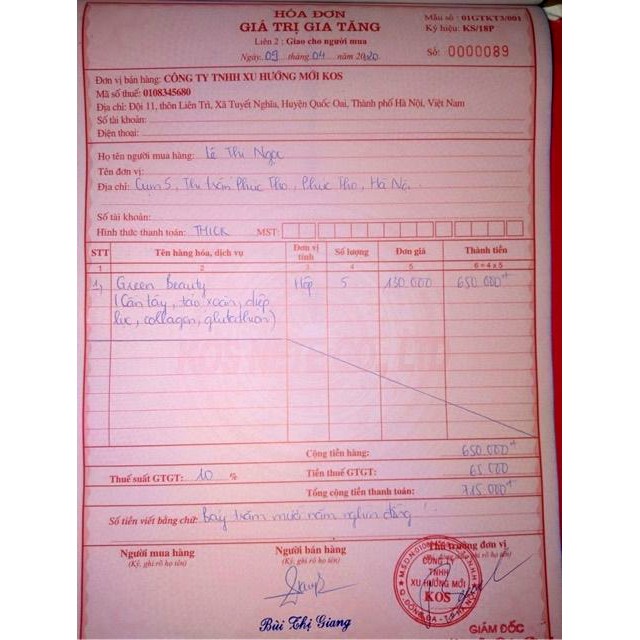 HÓA ĐƠN
GIÁ TRỊ GIA TĂNG
Liên 2: Giao cho người mua
Ngày 09 tháng 04 năm 2020
Mẫu số: 01GTKT3/001
Ký hiệu: KS/18P
Số: 0000089
Đơn vị bán hàng: CÔNG TY TNHH XU HƯỚNG MỚI KOS
Mã số thuế: 0108345680
Địa chỉ: Đội 11, thôn Liên Trì, Xã Tuyết Nghĩa, Huyện Quốc Oai, Thành phố Hà Nội, Việt Nam
Số tài khoản:
Điện thoại:
Họ tên người mua hàng: Lê Thị Ngọc
Tên đơn vị:
Địa chỉ: Cụm 5, Thị trấn Phúc Thọ, Phúc Thọ, Hà Nội
Số tài khoản:
Hình thức thanh toán: TM/CK MST:
STT Tên hàng hóa, dịch vụ Đơn vị tính Số lượng Đơn giá Thành tiền
1 2 3 4 5 6=4x5
1, Green Beauty Hộp 5 130.000 650.000đ
(Cần tây, tảo xoắn, diệp
lục, collagen, glutathion)
Cộng tiền hàng: 650.000đ
Thuế suất GTGT: 10 % Tiền thuế GTGT: 65.000
Tổng cộng tiền thanh toán: 715.000đ
Số tiền viết bằng chữ: Bảy trăm mười năm nghìn đồng
Người mua hàng Người bán hàng Thủ trưởng đơn vị
(Ký, ghi rõ họ tên) (Ký, ghi rõ họ tên)
CÔNG TY
TNHH
XU HƯỚNG MỚI
KOS
Bùi Thị Giang
GIÁM ĐỐC